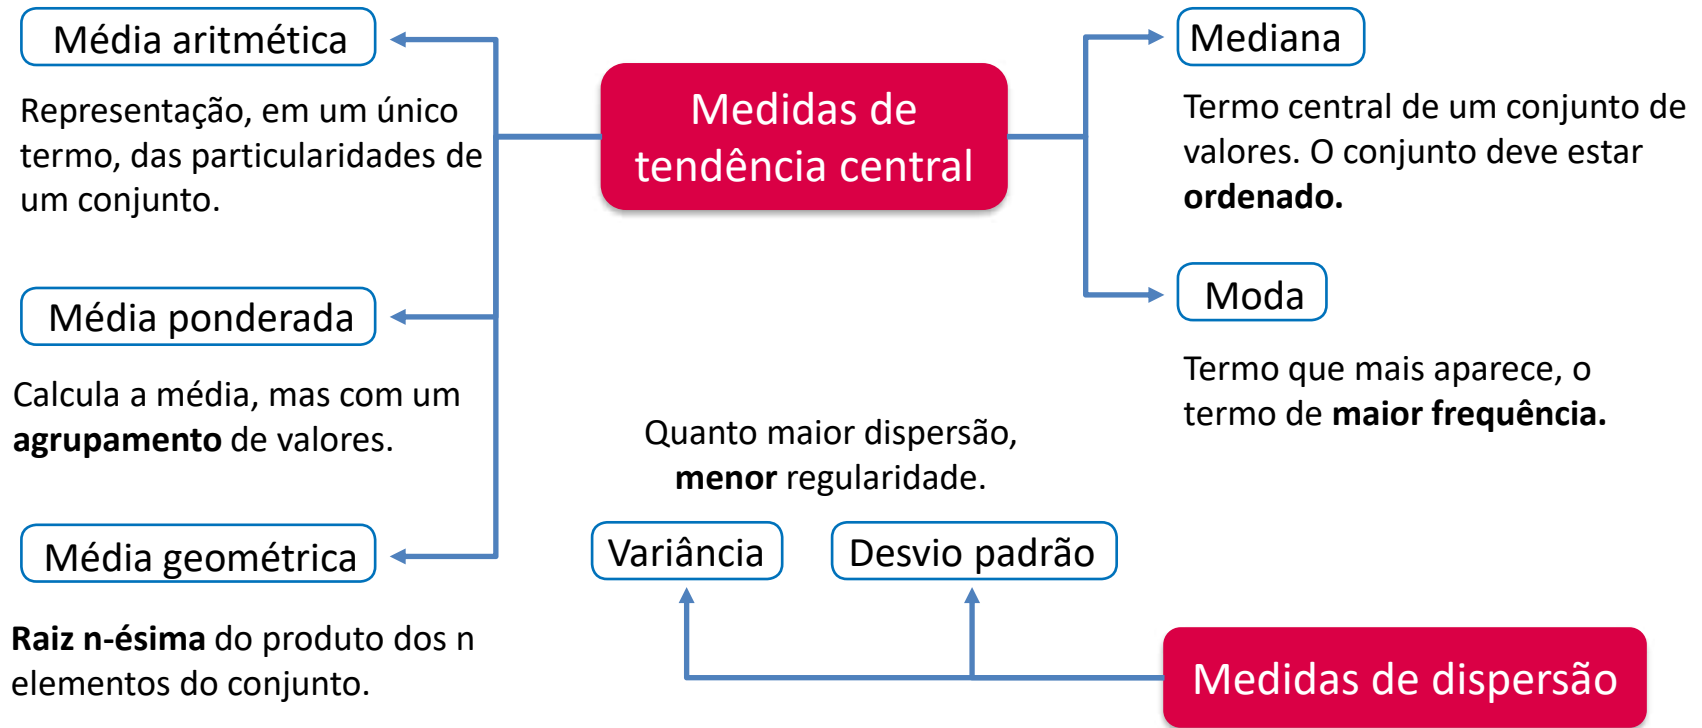 Média aritmética
Representação, em um único
termo, das particularidades de
um conjunto.
Média ponderada
Calcula a média, mas com um
agrupamento de valores.
Média geométrica
Raiz n-ésima do produto dos n
elementos do conjunto.
Medidas de
tendência central
Mediana
Termo central de um conjunto de
valores. O conjunto deve estar
ordenado.
Moda
Termo que mais aparece, o
termo de maior frequência.
Quanto maior dispersão,
menor regularidade.
Variância
Desvio padrão
Medidas de dispersão